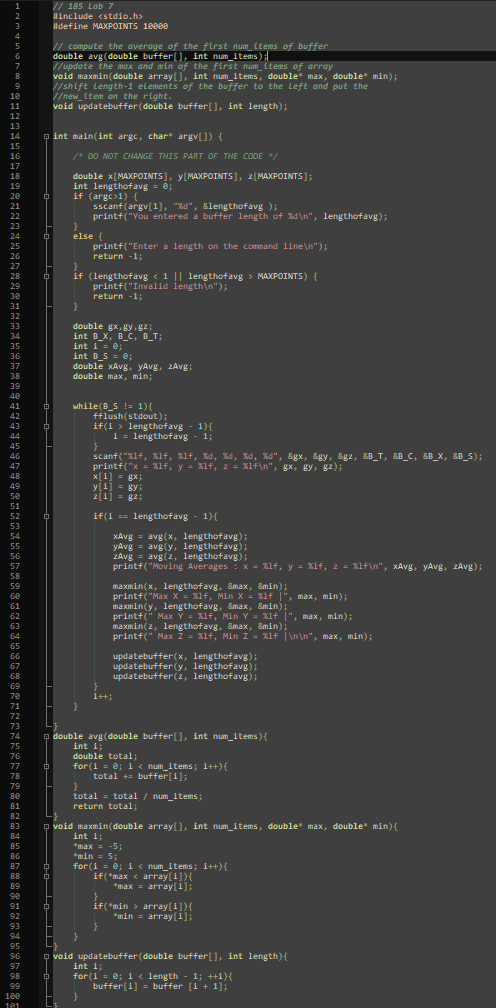 1 // 185 Lab 7
2 #include <stdio.h>
3 #define MAXPOINTS 10000
4
5 // compute the average of the first num_items of buffer
6 double avg(double buffer[], int num_items);
7 //update the max and min of the first num_items of array
8 void maxmin(double array[], int num_items, double* max, double* min);
9 //shift length-1 elements of the buffer to the left and put the
10 //new_item on the right.
11 void updatebuffer(double buffer[], int length);
12
13
14 int main(int argc, char* argv[]) {
15
16 /* DO NOT CHANGE THIS PART OF THE CODE */
17
18 double x[MAXPOINTS], y[MAXPOINTS], z[MAXPOINTS];
19 int lengthofavg = 0;
20 if (argc>1) {
21 sscanf(argv[1], "%d", &lengthofavg );
22 printf("You entered a buffer length of %d\n", lengthofavg);
23 }
24 else {
25 printf("Enter a length on the command line\n");
26 return -1;
27 }
28 if (lengthofavg < 1 || lengthofavg > MAXPOINTS) {
29 printf("Invalid length\n");
30 return -1;
31 }
32
33 double gx,gy,gz;
34 int B_X, B_C, B_T;
35 int i = 0;
36 int B_S = 0;
37 double xAvg, yAvg, zAvg;
38 double max, min;
39
40
41 while(B_S != 1){
42 fflush(stdout);
43 if(i > lengthofavg - 1){
44 i = lengthofavg - 1;
45 }
46 scanf("%lf, %lf, %lf, %d, %d, %d, %d", &gx, &gy, &gz, &B_T, &B_C, &B_X, &B_S);
47 printf("x = %lf, y = %lf, z = %lf\n", gx, gy, gz);
48 x[i] = gx;
49 y[i] = gy;
50 z[i] = gz;
51
52 if(i == lengthofavg - 1){
53
54 xAvg = avg(x, lengthofavg);
55 yAvg = avg(y, lengthofavg);
56 zAvg = avg(z, lengthofavg);
57 printf("Moving Averages : x = %lf, y = %lf, z = %lf\n", xAvg, yAvg, zAvg);
58
59 maxmin(x, lengthofavg, &max, &min);
60 printf("Max X = %lf, Min X = %lf |", max, min);
61 maxmin(y, lengthofavg, &max, &min);
62 printf(" Max Y = %lf, Min Y = %lf |", max, min);
63 maxmin(z, lengthofavg, &max, &min);
64 printf(" Max Z = %lf, Min Z = %lf |\n\n", max, min);
65
66 updatebuffer(x, lengthofavg);
67 updatebuffer(y, lengthofavg);
68 updatebuffer(z, lengthofavg);
69 }
70 i++;
71 }
72
73 }
74 double avg(double buffer[], int num_items){
75 int i;
76 double total;
77 for(i = 0; i < num_items; i++){
78 total += buffer[i];
79 }
80 total = total / num_items;
81 return total;
82 }
83 void maxmin(double array[], int num_items, double* max, double* min){
84 int i;
85 *max = -5;
86 *min = 5;
87 for(i = 0; i < num_items; i++){
88 if(*max < array[i]){
89 *max = array[i];
90 }
91 if(*min > array[i]){
92 *min = array[i];
93 }
94 }
95 }
96 void updatebuffer(double buffer[], int length){
97 int i;
98 for(i = 0; i < length - 1; ++i){
99 buffer[i] = buffer [i + 1];
100 }
101 }